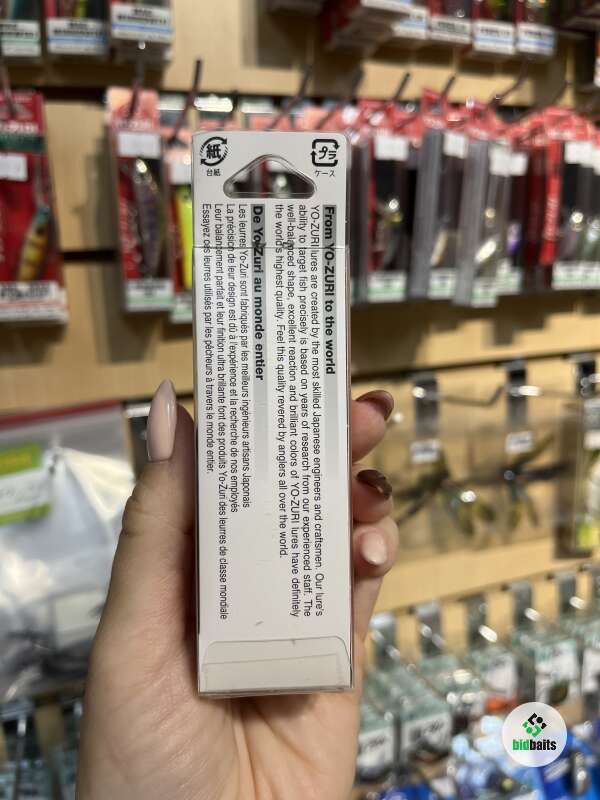 紙
台紙
プラ
ケース
From YO-ZURI to the world
YO-ZURI lures are created by the most skilled Japanese engineers and craftsmen. Our lure's
ability to target fish precisely is based on years of research from our experienced staff. The
well-balanced shape, excellent reaction and brilliant colors of YO-ZURI lures have definitely
the world's highest quality. Feel this quality revered by anglers all over the world.
De Yo-Zuri au monde entier
Les leurres Yo-Zuri sont fabriqués par les meilleurs ingénieurs artisans Japonais
La précision de leur design est dû à l'expérience et la recherche de nos employés
Leur balancement parfait et leur finition ultra brillante font des produits Yo-Zuri des leurres de classe mondiale
Essayez ces leurres utilisés par les pêcheurs à travers le monde entier.
bidbaits